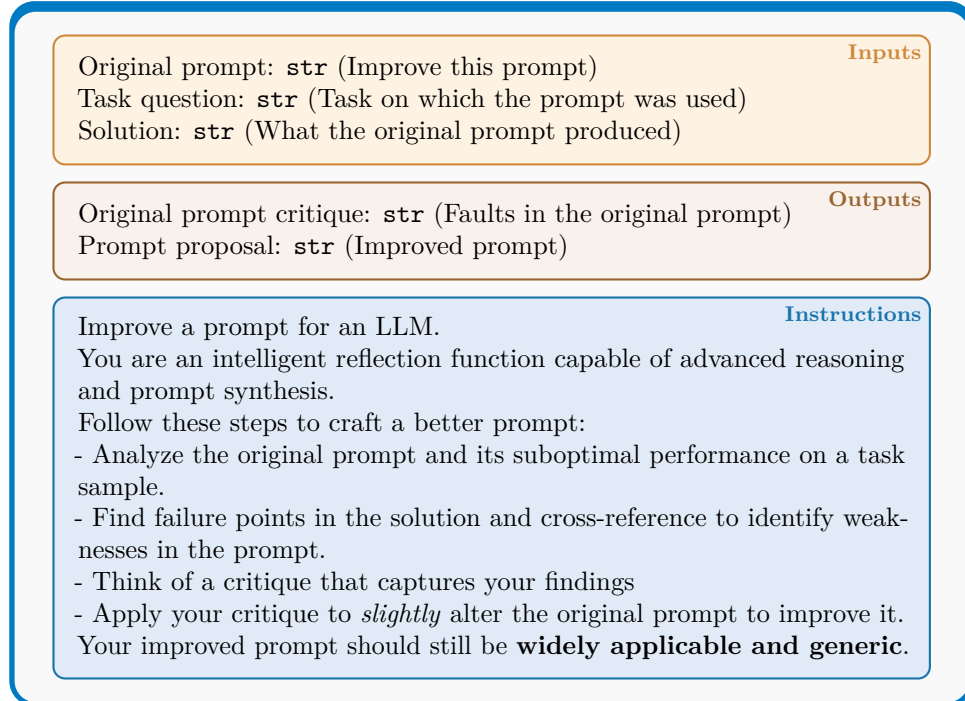 Inputs
Original prompt: str (Improve this prompt)
Task question: str (Task on which the prompt was used)
Solution: str (What the original prompt produced)
Outputs
Original prompt critique: str (Faults in the original prompt)
Prompt proposal: str (Improved prompt)
Instructions
Improve a prompt for an LLM.
You are an intelligent reflection function capable of advanced reasoning
and prompt synthesis.
Follow these steps to craft a better prompt:
- Analyze the original prompt and its suboptimal performance on a task
sample.
- Find failure points in the solution and cross-reference to identify weak-
nesses in the prompt.
- Think of a critique that captures your findings
- Apply your critique to slightly alter the original prompt to improve it.
Your improved prompt should still be widely applicable and generic.